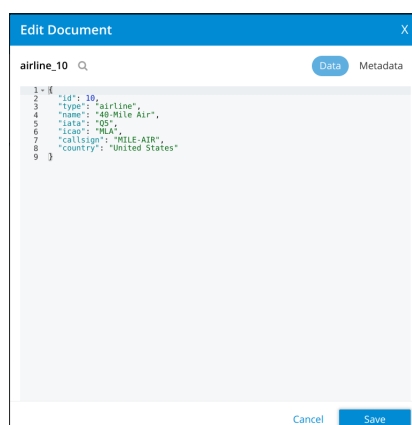 Edit Document X
airline_10 Data Metadata
1 {
2 "id": 10,
3 "type": "airline",
4 "name": "40-Mile Air",
5 "iata": "Q5",
6 "icao": "MLA",
7 "callsign": "MILE-AIR",
8 "country": "United States"
9 }
Cancel Save